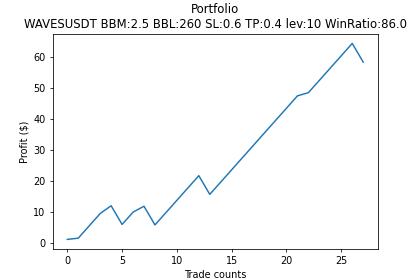 Portfolio
WAVESUSDT BBM:2.5 BBL:260 SL:0.6 TP:0.4 lev:10 WinRatio:86.0
Profit ($)
60
50
40
30
20
10
0
0 5 10 15 20 25
Trade counts